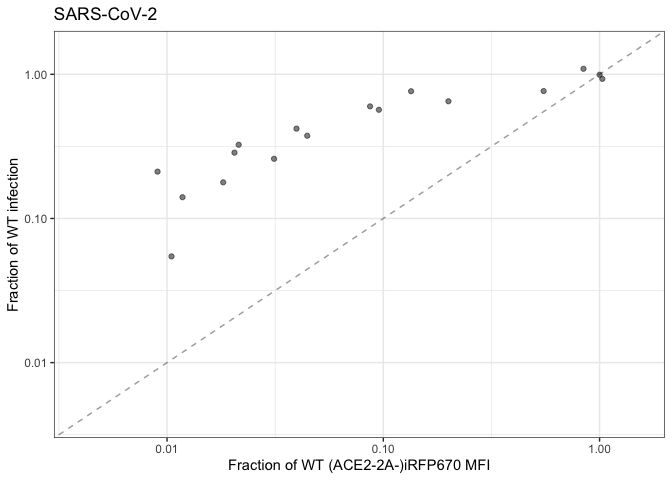 SARS-CoV-2
1.00
0.10
0.01
Fraction of WT infection
0.01 0.10 1.00
Fraction of WT (ACE2-2A-)iRFP670 MFI